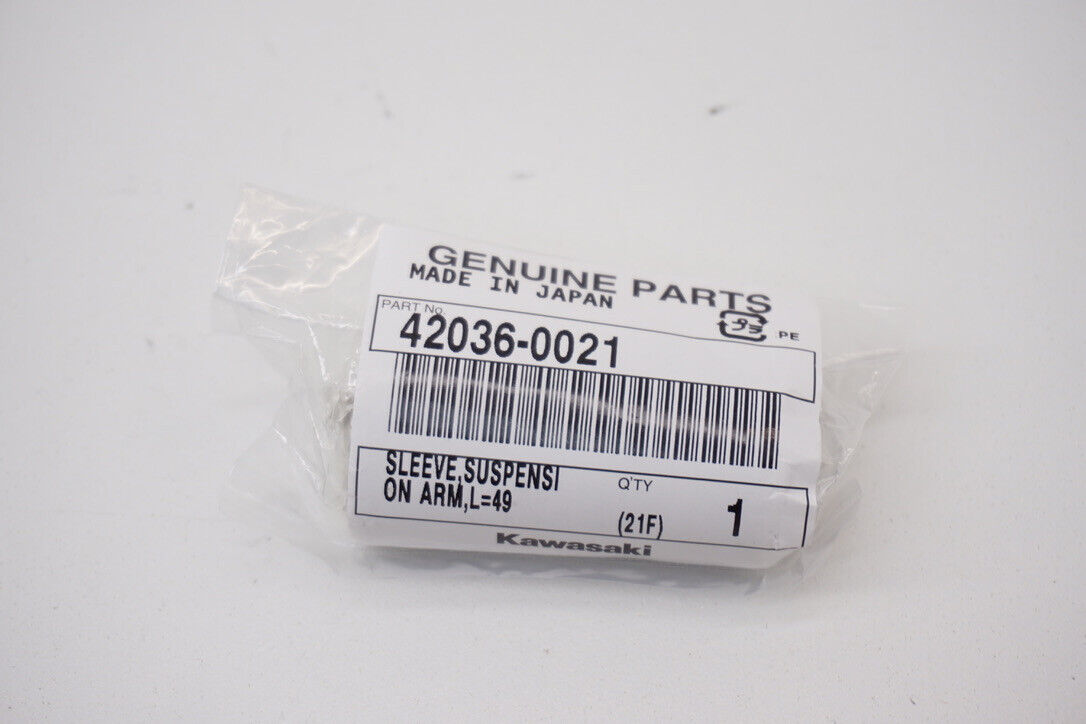 GENUINE PARTS
MADE IN JAPAN
PE
PART No.
42036-0021
SLEEVE,SUSPENSI
ON ARM,L=49
Q'TY
(21F)
1
Kawasaki